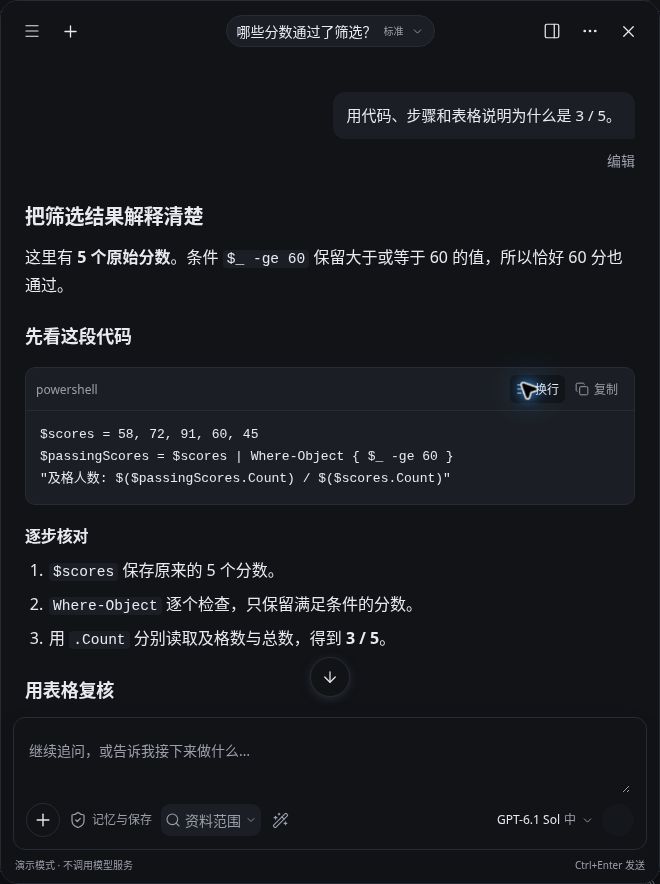 哪些分数通过了筛选？ 标准
用代码、步骤和表格说明为什么是 3 / 5。
编辑
把筛选结果解释清楚
这里有 5 个原始分数。条件 $_ -ge 60 保留大于或等于 60 的值，所以恰好 60 分也
通过。
先看这段代码
powershell 换行 复制
$scores = 58, 72, 91, 60, 45
$passingScores = $scores | Where-Object { $_ -ge 60 }
"及格人数: $($passingScores.Count) / $($scores.Count)"
逐步核对
1. $scores 保存原来的 5 个分数。
2. Where-Object 逐个检查，只保留满足条件的分数。
3. 用 .Count 分别读取及格数与总数，得到 3 / 5。
用表格复核
继续追问，或告诉我接下来做什么...
记忆与保存 资料范围 GPT-6.1 Sol 中
演示模式 · 不调用模型服务 Ctrl+Enter 发送